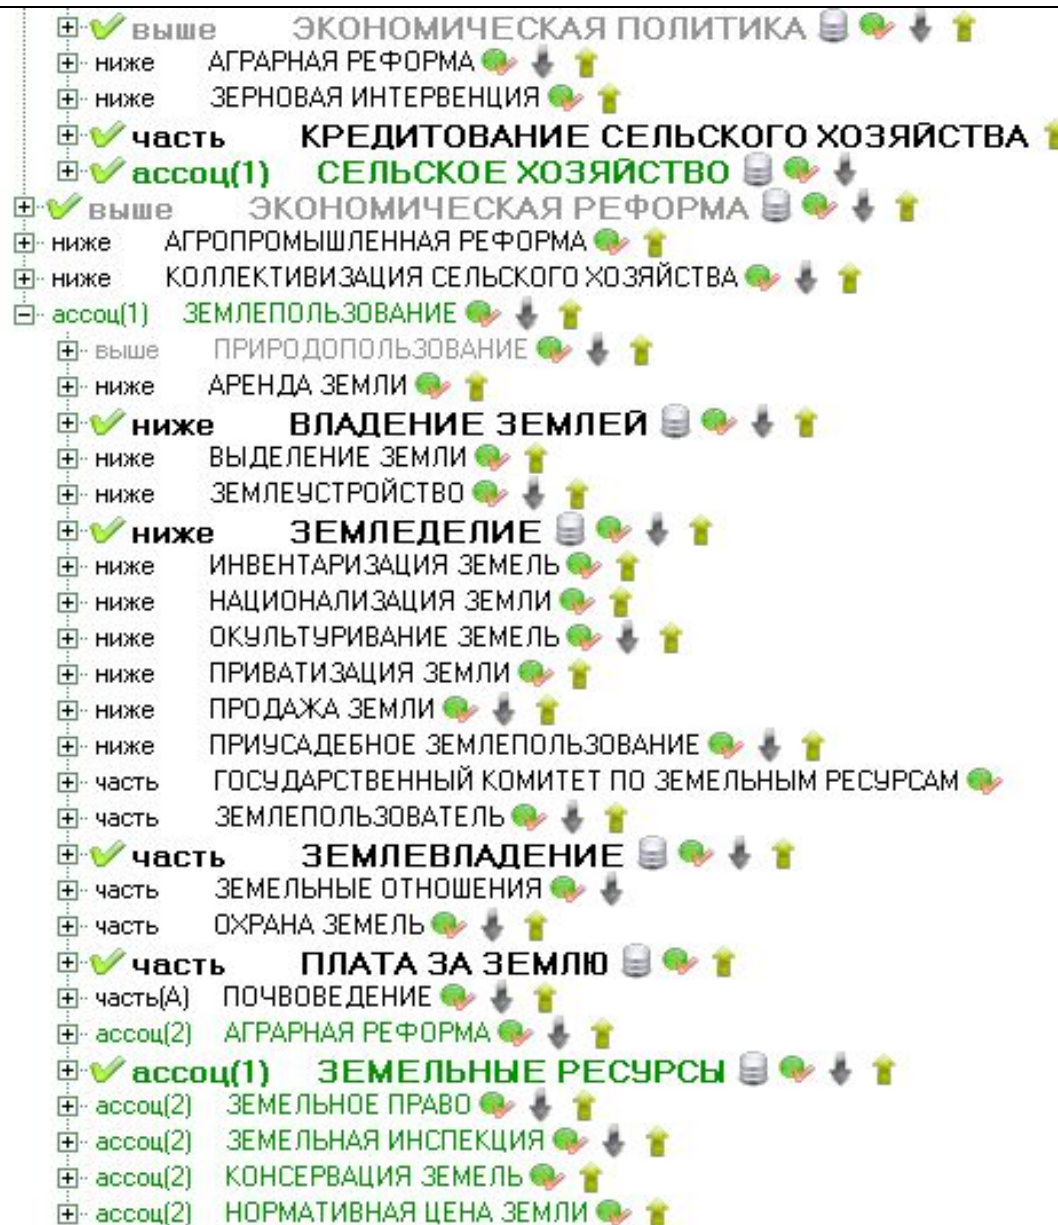 выше ЭКОНОМИЧЕСКАЯ ПОЛИТИКА
ниже АГРАРНАЯ РЕФОРМА
ниже ЗЕРНОВАЯ ИНТЕРВЕНЦИЯ
часть КРЕДИТОВАНИЕ СЕЛЬСКОГО ХОЗЯЙСТВА
ассоц(1) СЕЛЬСКОЕ ХОЗЯЙСТВО
выше ЭКОНОМИЧЕСКАЯ РЕФОРМА
ниже АГРОПРОМЫШЛЕННАЯ РЕФОРМА
ниже КОЛЛЕКТИВИЗАЦИЯ СЕЛЬСКОГО ХОЗЯЙСТВА
ассоц(1) ЗЕМЛЕПОЛЬЗОВАНИЕ
выше ПРИРОДОПОЛЬЗОВАНИЕ
ниже АРЕНДА ЗЕМЛИ
ниже ВЛАДЕНИЕ ЗЕМЛЕЙ
ниже ВЫДЕЛЕНИЕ ЗЕМЛИ
ниже ЗЕМЛЕУСТРОЙСТВО
ниже ЗЕМЛЕДЕЛИЕ
ниже ИНВЕНТАРИЗАЦИЯ ЗЕМЕЛЬ
ниже НАЦИОНАЛИЗАЦИЯ ЗЕМЛИ
ниже ОКУЛЬТУРИВАНИЕ ЗЕМЕЛЬ
ниже ПРИВАТИЗАЦИЯ ЗЕМЛИ
ниже ПРОДАЖА ЗЕМЛИ
ниже ПРИУСАДЕБНОЕ ЗЕМЛЕПОЛЬЗОВАНИЕ
часть ГОСУДАРСТВЕННЫЙ КОМИТЕТ ПО ЗЕМЕЛЬНЫМ РЕСУРСАМ
часть ЗЕМЛЕПОЛЬЗОВАТЕЛЬ
часть ЗЕМЛЕВЛАДЕНИЕ
часть ЗЕМЕЛЬНЫЕ ОТНОШЕНИЯ
часть ОХРАНА ЗЕМЕЛЬ
часть ПЛАТА ЗА ЗЕМЛЮ
часть(А) ПОЧВОВЕДЕНИЕ
ассоц(2) АГРАРНАЯ РЕФОРМА
ассоц(1) ЗЕМЕЛЬНЫЕ РЕСУРСЫ
ассоц(2) ЗЕМЕЛЬНОЕ ПРАВО
ассоц(2) ЗЕМЕЛЬНАЯ ИНСПЕКЦИЯ
ассоц(2) КОНСЕРВАЦИЯ ЗЕМЕЛЬ
ассоц(2) НОРМАТИВНАЯ ЦЕНА ЗЕМЛИ